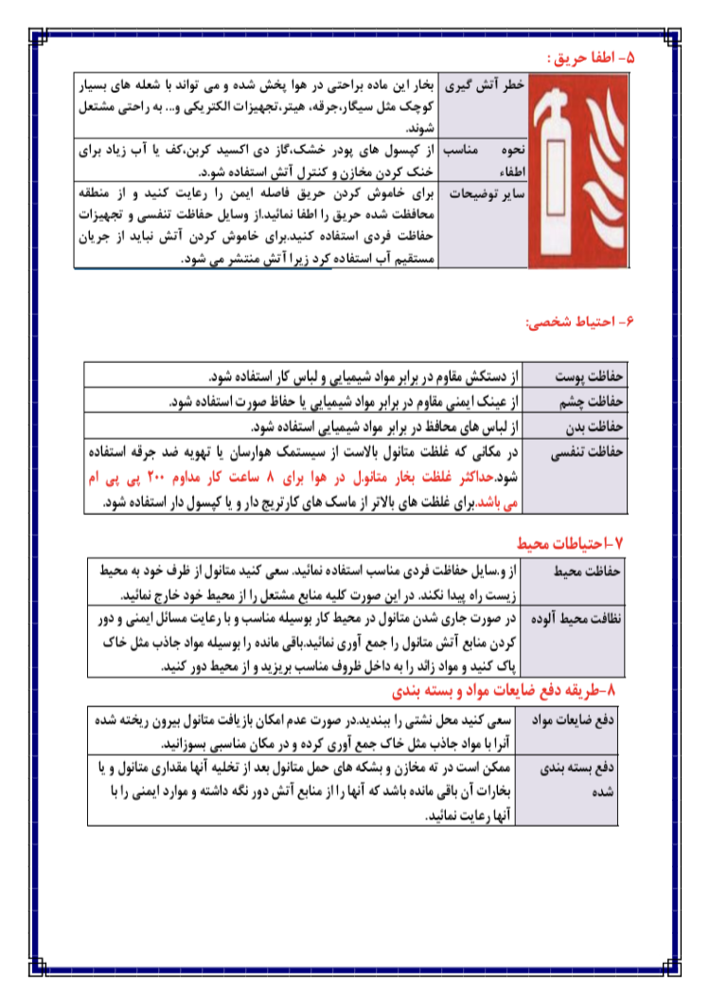 ۵- اطفا حریق :
خطر آتش گیری
بخار این ماده براحتی در هوا پخش شده و می تواند با شعله های بسیار
کوچک مثل سیگار،جرقه، هیتر،تجهیزات الکتریکی و... به راحتی مشتعل
شوند.
نحوه مناسب
اطفاء
از کپسول های پودر خشک،گاز دی اکسید کربن،کف یا آب زیاد برای
خنک کردن مخازن و کنترل آتش استفاده شو.د.
سایر توضیحات
برای خاموش کردن حریق فاصله ایمن را رعایت کنید و از منطقه
محافظت شده حریق را اطفا نمائید.از وسایل حفاظت تنفسی و تجهیزات
حفاظت فردی استفاده کنید.برای خاموش کردن آتش نباید از جریان
مستقیم آب استفاده کرد زیرا آتش منتشر می شود.
۶- احتیاط شخصی:
حفاظت پوست
از دستکش مقاوم در برابر مواد شیمیایی و لباس کار استفاده شود.
حفاظت چشم
از عینک ایمنی مقاوم در برابر مواد شیمیایی یا حفاظ صورت استفاده شود.
حفاظت بدن
از لباس های محافظ در برابر مواد شیمیایی استفاده شود.
حفاظت تنفسی
در مکانی که غلظت متانول بالاست از سیستمک هوارسان یا تهویه ضد جرقه استفاده
شود.حداکثر غلظت بخار متانو.ل در هوا برای ۸ ساعت کار مداوم ۲۰۰ پی پی ام
می باشد.برای غلظت های بالاتر از ماسک های کارتریج دار و یا کپسول دار استفاده شود.
۷-احتیاطات محیط
حفاظت محیط
از و.سایل حفاظت فردی مناسب استفاده نمائید. سعی کنید متانول از ظرف خود به محیط
زیست راه پیدا نکند. در این صورت کلیه منابع مشتعل را از محیط خود خارج نمائید.
نظافت محیط آلوده
در صورت جاری شدن متانول در محیط کار بوسیله مناسب و با رعایت مسائل ایمنی و دور
کردن منابع آتش متانول را جمع آوری نمائید.باقی مانده را بوسیله مواد جاذب مثل خاک
پاک کنید و مواد زائد را به داخل ظروف مناسب بریزید و از محیط دور کنید.
۸-طریقه دفع ضایعات مواد و بسته بندی
دفع ضایعات مواد
سعی کنید محل نشتی را ببندید.در صورت عدم امکان بازیافت متانول بیرون ریخته شده
آنرا با مواد جاذب مثل خاک جمع آوری کرده و در مکان مناسبی بسوزانید.
دفع بسته بندی
شده
ممکن است در ته مخازن و بشکه های حمل متانول بعد از تخلیه آنها مقداری متانول و یا
بخارات آن باقی مانده باشد که آنها را از منابع آتش دور نگه داشته و موارد ایمنی را با
آنها رعایت نمائید.